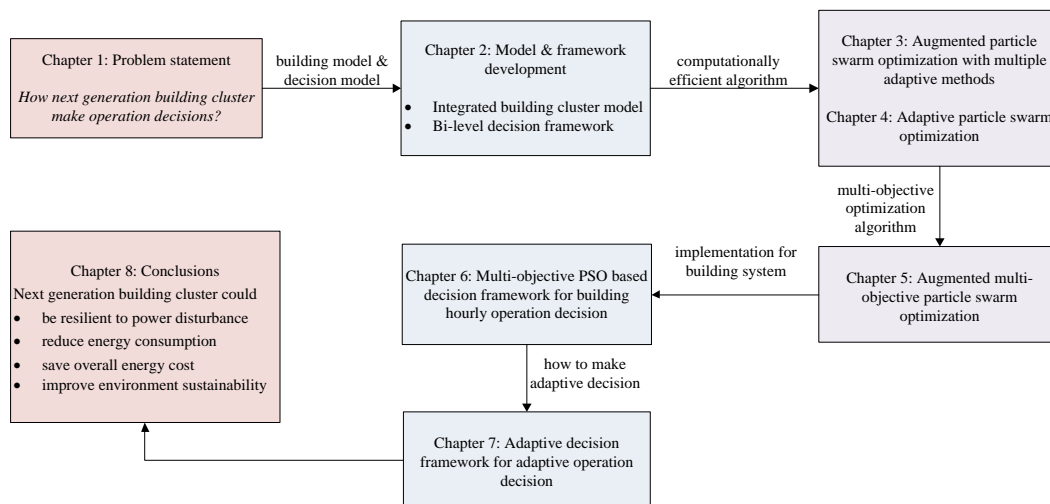 Chapter 1: Problem statement
How next generation building cluster
make operation decisions?
building model &
decision model
Chapter 2: Model & framework
development
• Integrated building cluster model
• Bi-level decision framework
computationally
efficient algorithm
Chapter 3: Augmented particle
swarm optimization with multiple
adaptive methods
Chapter 4: Adaptive particle swarm
optimization
multi-objective
optimization
algorithm
Chapter 5: Augmented multi-
objective particle swarm
optimization
implementation for
building system
Chapter 6: Multi-objective PSO based
decision framework for building
hourly operation decision
how to make
adaptive decision
Chapter 7: Adaptive decision
framework for adaptive operation
decision
Chapter 8: Conclusions
Next generation building cluster could
• be resilient to power disturbance
• reduce energy consumption
• save overall energy cost
• improve environment sustainability